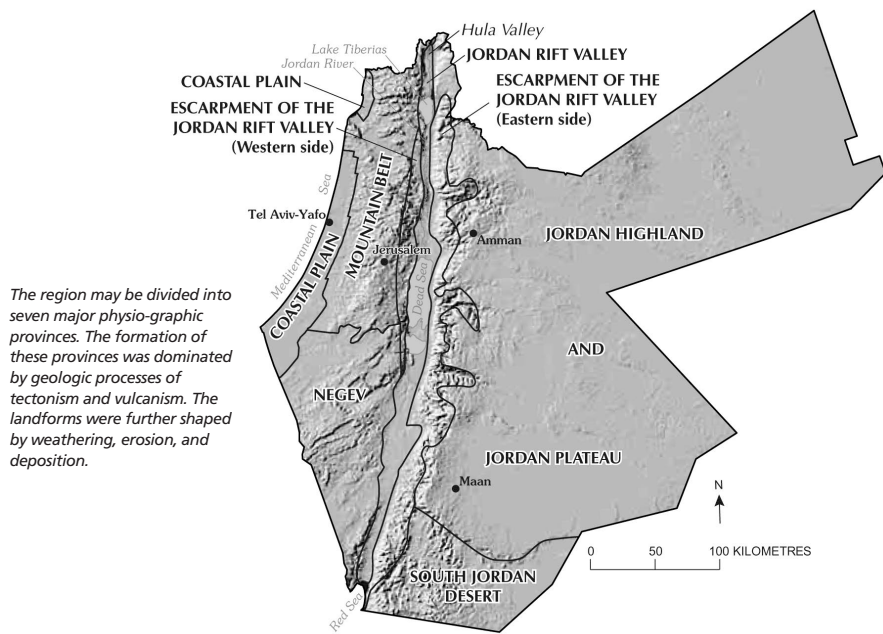 Hula Valley
Lake Tiberias
Jordan River
JORDAN RIFT VALLEY
COASTAL PLAIN
ESCARPMENT OF THE
JORDAN RIFT VALLEY
(Eastern side)
ESCARPMENT OF THE
JORDAN RIFT VALLEY
(Western side)
Mediterranean Sea
Tel Aviv-Yafo
COASTAL PLAIN
MOUNTAIN BELT
Jerusalem
Dead Sea
Amman
JORDAN HIGHLAND
AND
JORDAN PLATEAU
NEGEV
Maan
SOUTH JORDAN
DESERT
Red Sea
The region may be divided into
seven major physio-graphic
provinces. The formation of
these provinces was dominated
by geologic processes of
tectonism and vulcanism. The
landforms were further shaped
by weathering, erosion, and
deposition.
N
0 50 100 KILOMETRES